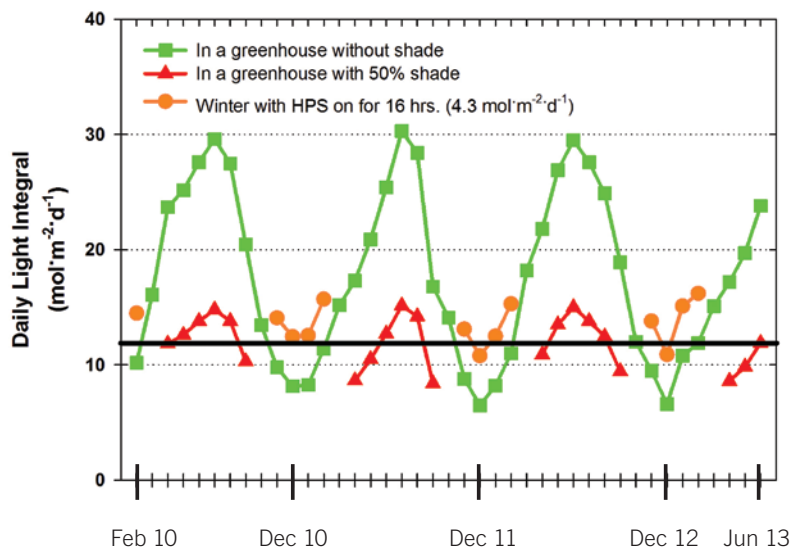 40
30
20
10
0
Daily Light Integral
(mol·m⁻²·d⁻¹)
In a greenhouse without shade
In a greenhouse with 50% shade
Winter with HPS on for 16 hrs. (4.3 mol·m⁻²·d⁻¹)
Feb 10 Dec 10 Dec 11 Dec 12 Jun 13